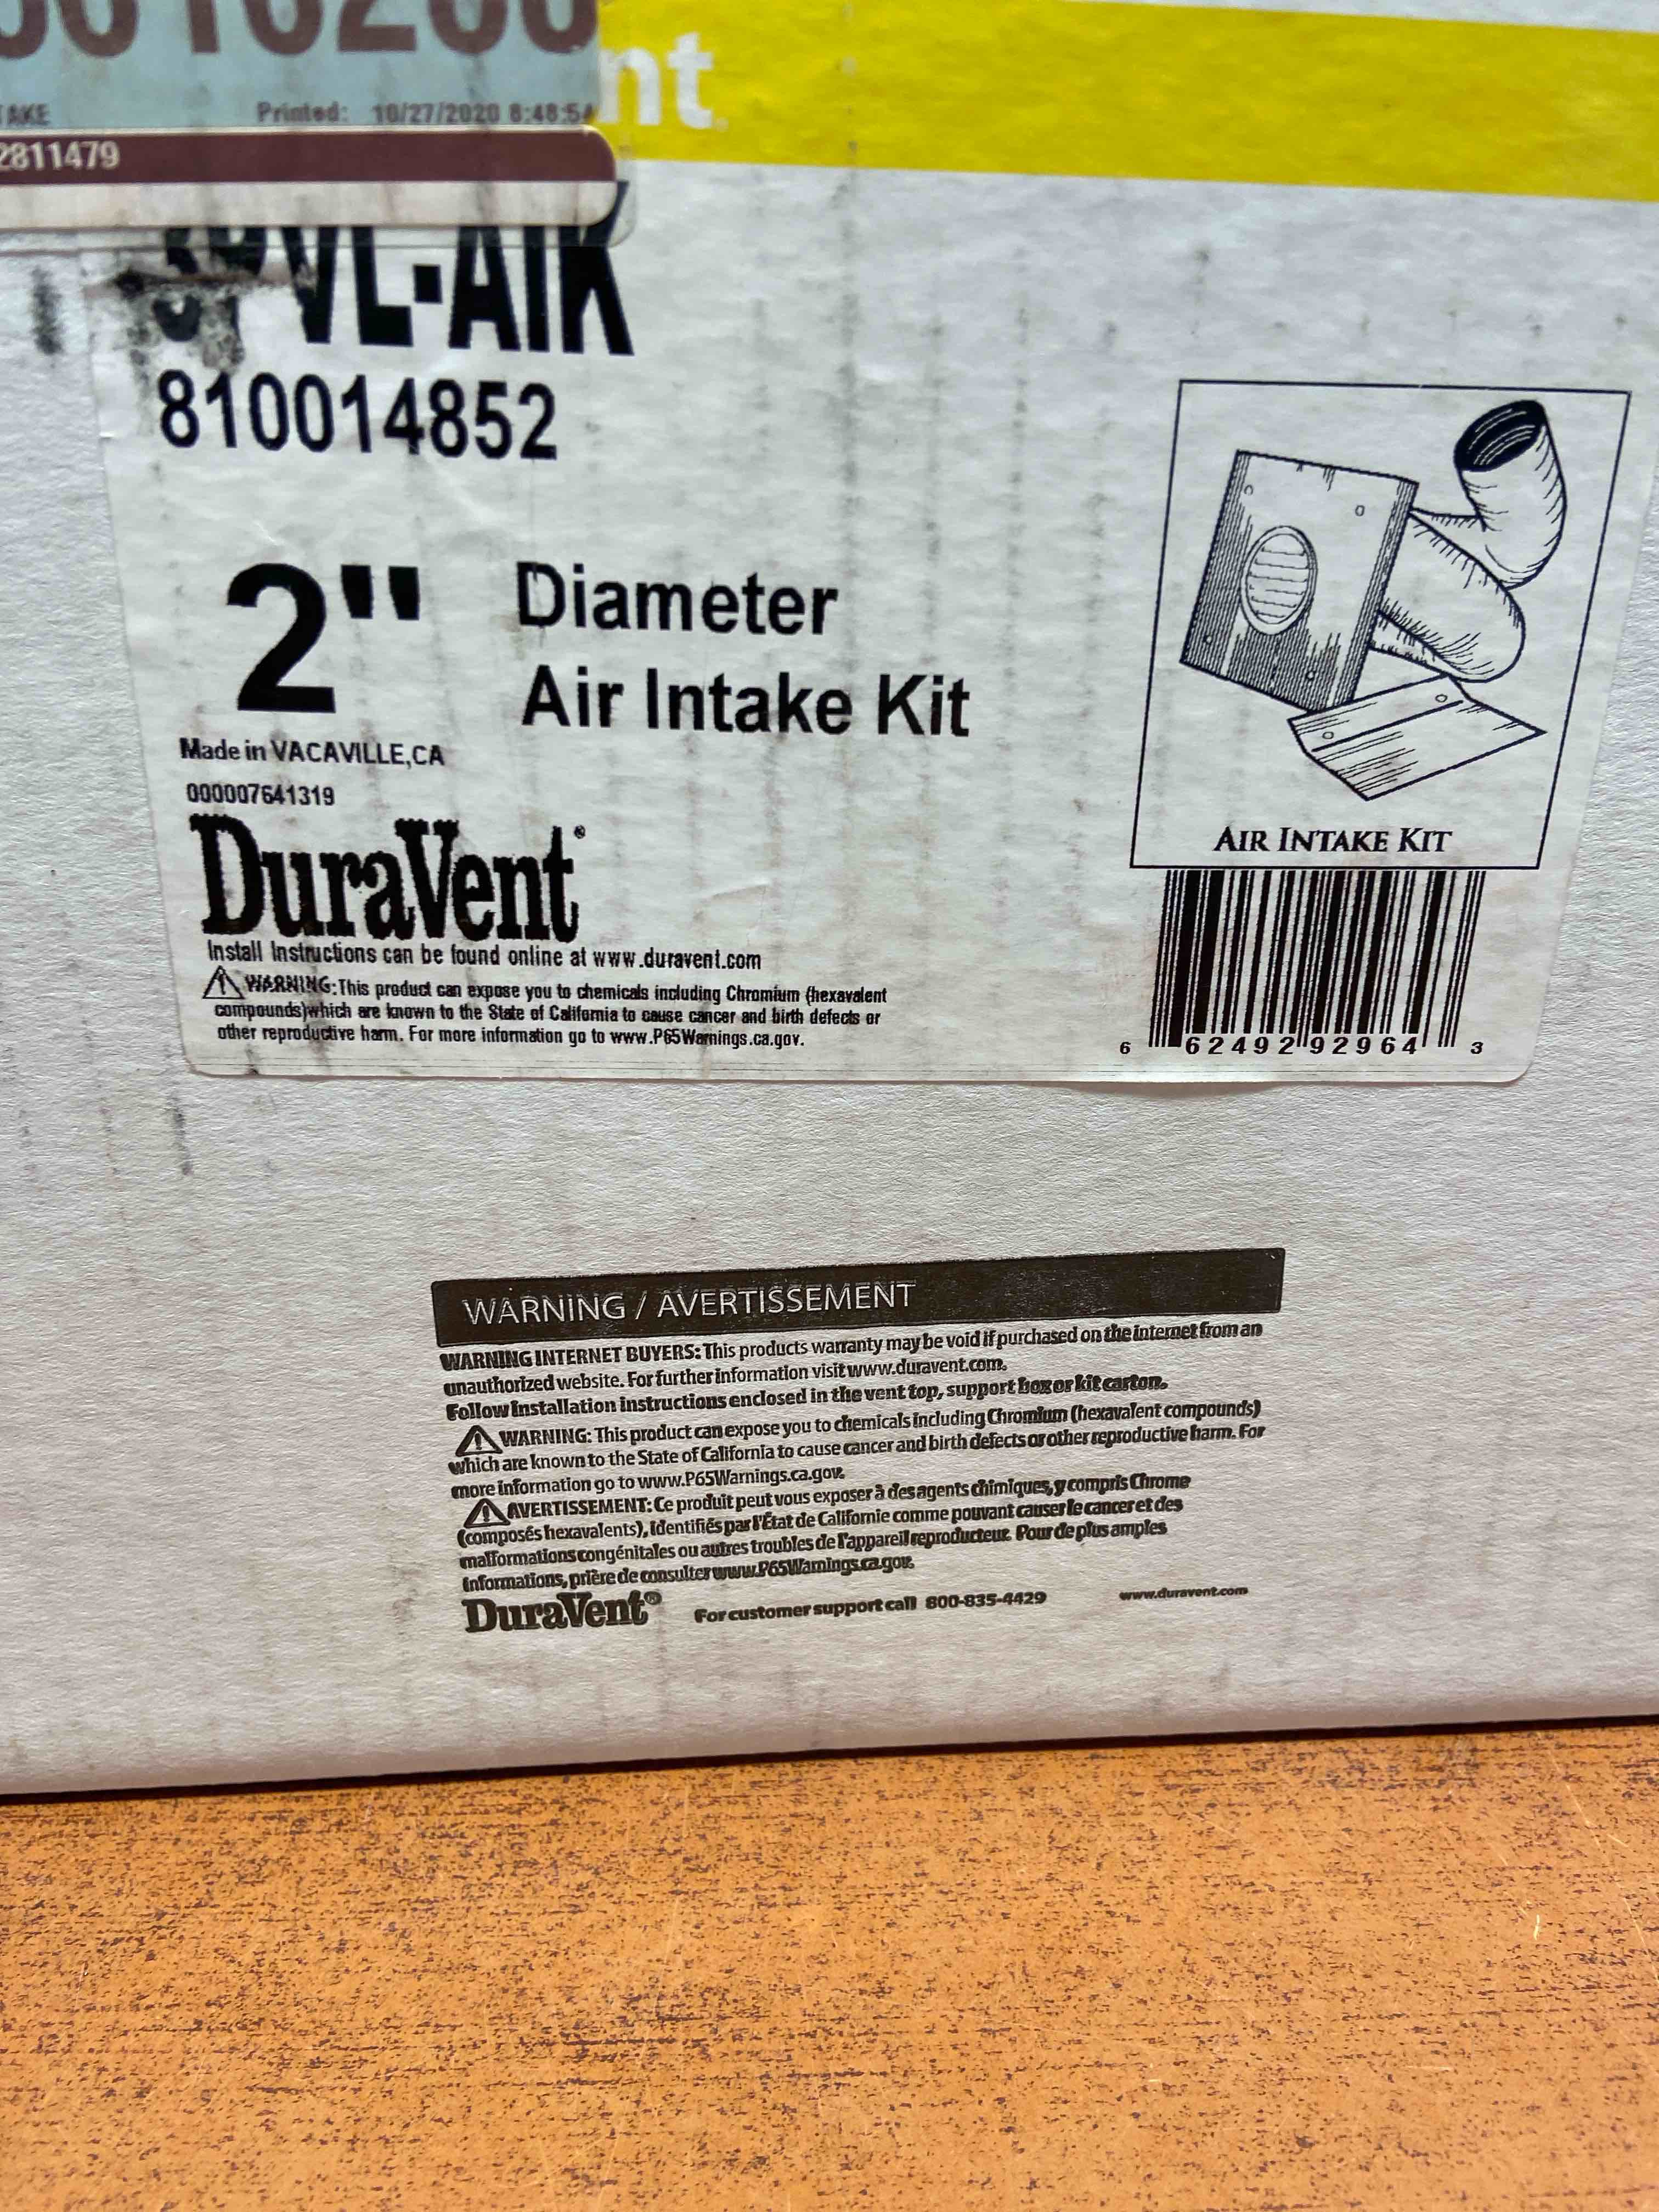 TAKE
Printed: 10/27/2020 8:48:54
2811479
nt
3PVL-AIK
810014852
2" Diameter
Air Intake Kit
Made in VACAVILLE,CA
000007641319
DuraVent®
Install Instructions can be found online at www.duravent.com
WARNING: This product can expose you to chemicals including Chromium (hexavalent
compounds)which are known to the State of California to cause cancer and birth defects or
other reproductive harm. For more information go to www.P65Warnings.ca.gov.
AIR INTAKE KIT
6 62492 92964 3
WARNING / AVERTISSEMENT
WARNING INTERNET BUYERS: This products warranty may be void if purchased on the internet from an
unauthorized website. For further information visit www.duravent.com.
Follow installation instructions enclosed in the vent top, support box or kit carton.
WARNING: This product can expose you to chemicals including Chromium (hexavalent compounds)
which are known to the State of California to cause cancer and birth defects or other reproductive harm. For
more information go to www.P65Warnings.ca.gov.
AVERTISSEMENT: Ce produit peut vous exposer à des agents chimiques, y compris Chrome
(composés hexavalents), identifiés par l'État de Californie comme pouvant causer le cancer et des
malformations congénitales ou autres troubles de l'appareil reproducteur. Pour de plus amples
informations, prière de consulter www.P65Warnings.ca.gov.
DuraVent® For customer support call 800-835-4429 www.duravent.com